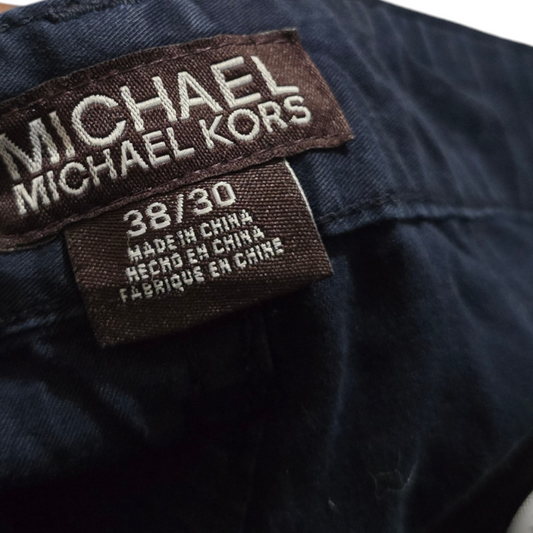 MICHAEL
MICHAEL KORS
38/30
MADE IN CHINA
HECHO EN CHINA
FABRIQUE EN CHINE